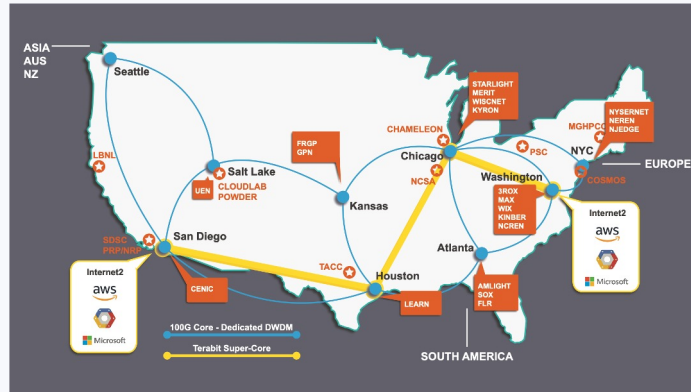 ASIA
AUS
NZ
Seattle
STARLIGHT
MERIT
WISCNET
KYRON
NYSERNET
NEREN
NJEDGE
MGHPCC
CHAMELEON
FRGP
GPN
PSC
NYC
Chicago
EUROPE
LBNL
Salt Lake
CLOUDLAB
POWDER
UEN
NCSA
Washington
COSMOS
3ROX
MAX
WIX
KINBER
NCREN
Kansas
Internet2
aws
Microsoft
SDSC
PRP/NRP
San Diego
Atlanta
Internet2
aws
Microsoft
TACC
Houston
CENIC
LEARN
AMLIGHT
SOX
FLR
100G Core - Dedicated DWDM
Terabit Super-Core
SOUTH AMERICA